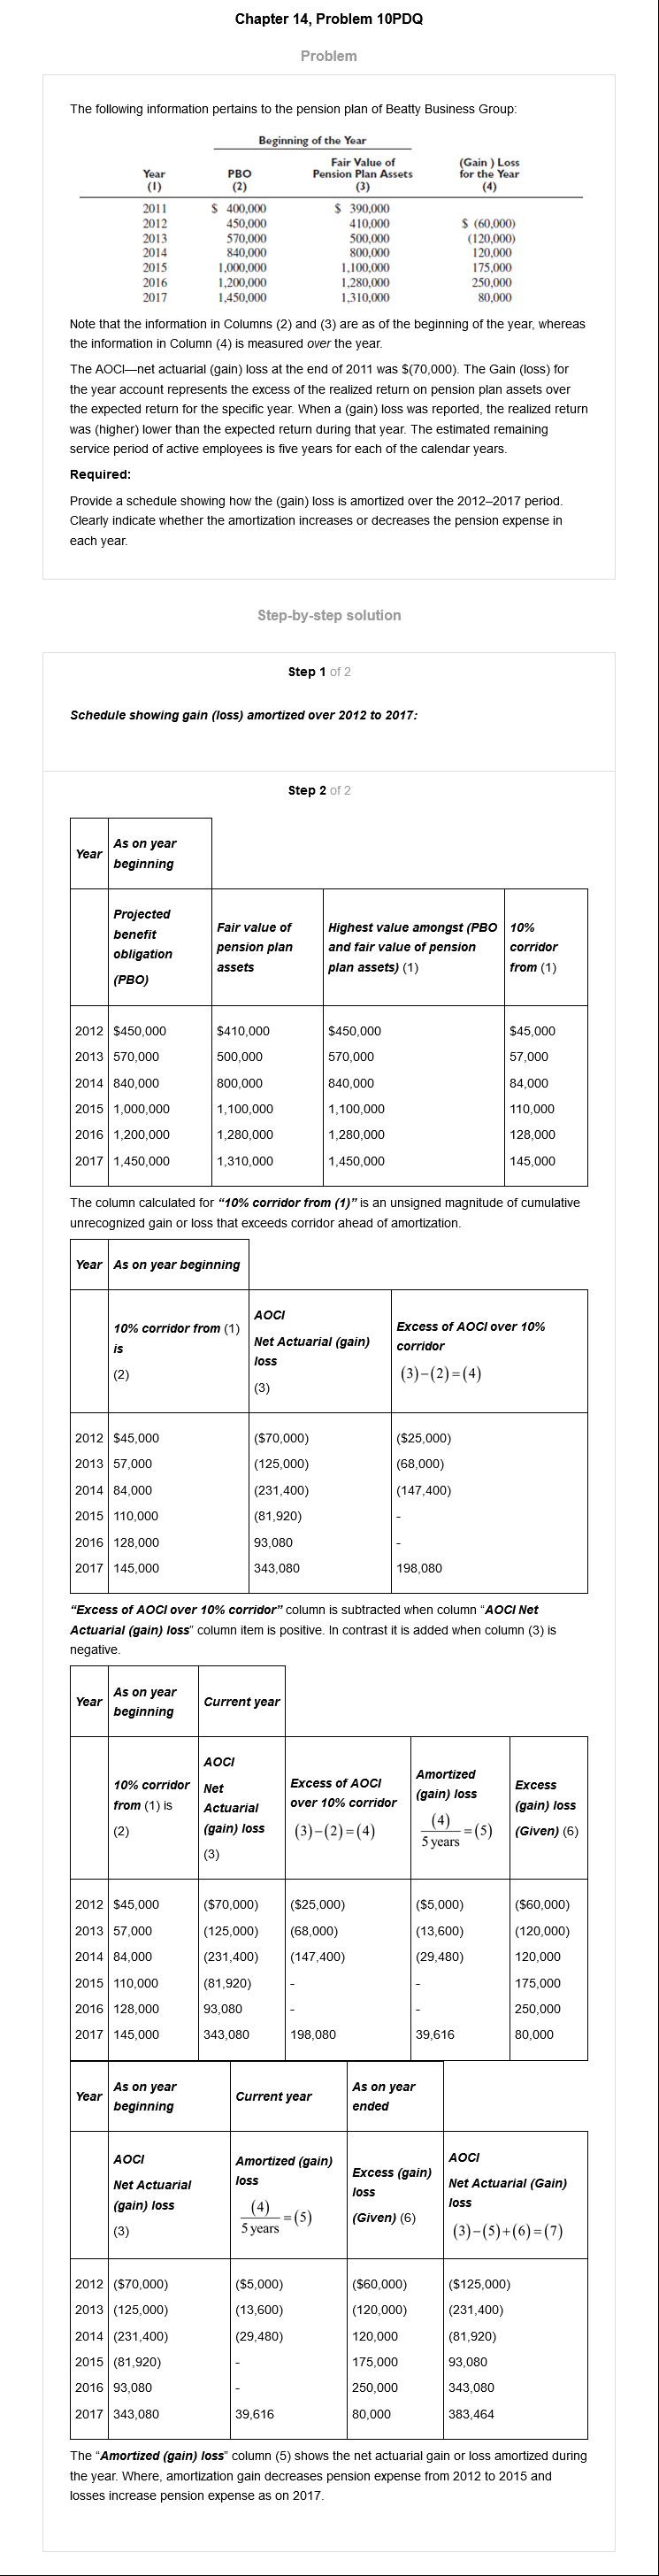 Chapter 14, Problem 10PDQ
Problem
The following information pertains to the pension plan of Beatty Business Group:
Beginning of the Year
Year (1) PBO (2) Fair Value of Pension Plan Assets (3) (Gain ) Loss for the Year (4)
2011 $ 400,000 $ 390,000
2012 450,000 410,000 $ (60,000)
2013 570,000 500,000 (120,000)
2014 840,000 800,000 120,000
2015 1,000,000 1,100,000 175,000
2016 1,200,000 1,280,000 250,000
2017 1,450,000 1,310,000 80,000
Note that the information in Columns (2) and (3) are as of the beginning of the year, whereas
the information in Column (4) is measured over the year.
The AOCI—net actuarial (gain) loss at the end of 2011 was $(70,000). The Gain (loss) for
the year account represents the excess of the realized return on pension plan assets over
the expected return for the specific year. When a (gain) loss was reported, the realized return
was (higher) lower than the expected return during that year. The estimated remaining
service period of active employees is five years for each of the calendar years.
Required:
Provide a schedule showing how the (gain) loss is amortized over the 2012–2017 period.
Clearly indicate whether the amortization increases or decreases the pension expense in
each year.
Step-by-step solution
Step 1 of 2
Schedule showing gain (loss) amortized over 2012 to 2017:
Step 2 of 2
Year As on year beginning
Projected benefit obligation (PBO) Fair value of pension plan assets Highest value amongst (PBO and fair value of pension plan assets) (1) 10% corridor from (1)
2012 $450,000 $410,000 $450,000 $45,000
2013 570,000 500,000 570,000 57,000
2014 840,000 800,000 840,000 84,000
2015 1,000,000 1,100,000 1,100,000 110,000
2016 1,200,000 1,280,000 1,280,000 128,000
2017 1,450,000 1,310,000 1,450,000 145,000
The column calculated for “10% corridor from (1)” is an unsigned magnitude of cumulative
unrecognized gain or loss that exceeds corridor ahead of amortization.
Year As on year beginning
10% corridor from (1) is (2) AOCI Net Actuarial (gain) loss (3) Excess of AOCI over 10% corridor (3)−(2)=(4)
2012 $45,000 ($70,000) ($25,000)
2013 57,000 (125,000) (68,000)
2014 84,000 (231,400) (147,400)
2015 110,000 (81,920) -
2016 128,000 93,080 -
2017 145,000 343,080 198,080
“Excess of AOCI over 10% corridor” column is subtracted when column “AOCI Net
Actuarial (gain) loss” column item is positive. In contrast it is added when column (3) is
negative.
Year As on year beginning Current year
10% corridor from (1) is (2) AOCI Net Actuarial (gain) loss (3) Excess of AOCI over 10% corridor (3)−(2)=(4) Amortized (gain) loss (4)/5 years=(5) Excess (gain) loss (Given) (6)
2012 $45,000 ($70,000) ($25,000) ($5,000) ($60,000)
2013 57,000 (125,000) (68,000) (13,600) (120,000)
2014 84,000 (231,400) (147,400) (29,480) 120,000
2015 110,000 (81,920) - - 175,000
2016 128,000 93,080 - - 250,000
2017 145,000 343,080 198,080 39,616 80,000
Year As on year beginning Current year As on year ended
AOCI Net Actuarial (gain) loss (3) Amortized (gain) loss (4)/5 years=(5) Excess (gain) loss (Given) (6) AOCI Net Actuarial (Gain) loss (3)−(5)+(6)=(7)
2012 ($70,000) ($5,000) ($60,000) ($125,000)
2013 (125,000) (13,600) (120,000) (231,400)
2014 (231,400) (29,480) 120,000 (81,920)
2015 (81,920) - 175,000 93,080
2016 93,080 - 250,000 343,080
2017 343,080 39,616 80,000 383,464
The “Amortized (gain) loss” column (5) shows the net actuarial gain or loss amortized during
the year. Where, amortization gain decreases pension expense from 2012 to 2015 and
losses increase pension expense as on 2017.